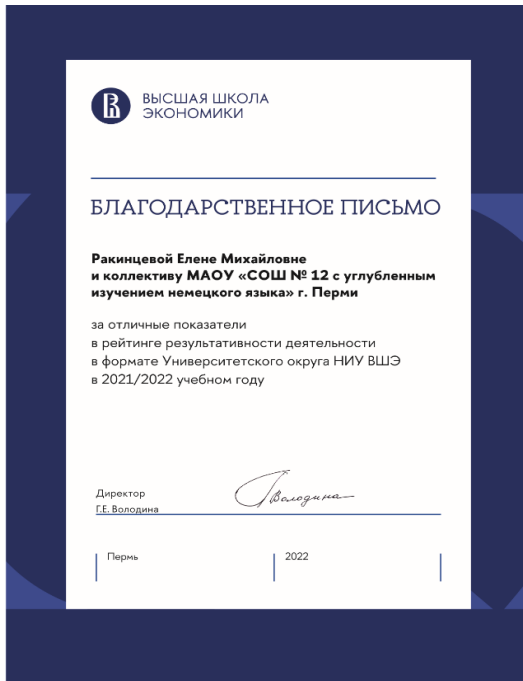 ВЫСШАЯ ШКОЛА
ЭКОНОМИКИ
БЛАГОДАРСТВЕННОЕ ПИСЬМО
Ракинцевой Елене Михайловне
и коллективу МАОУ «СОШ № 12 с углубленным
изучением немецкого языка» г. Перми
за отличные показатели
в рейтинге результативности деятельности
в формате Университетского округа НИУ ВШЭ
в 2021/2022 учебном году
Директор
Г.Е. Володина
Володина
Пермь
2022